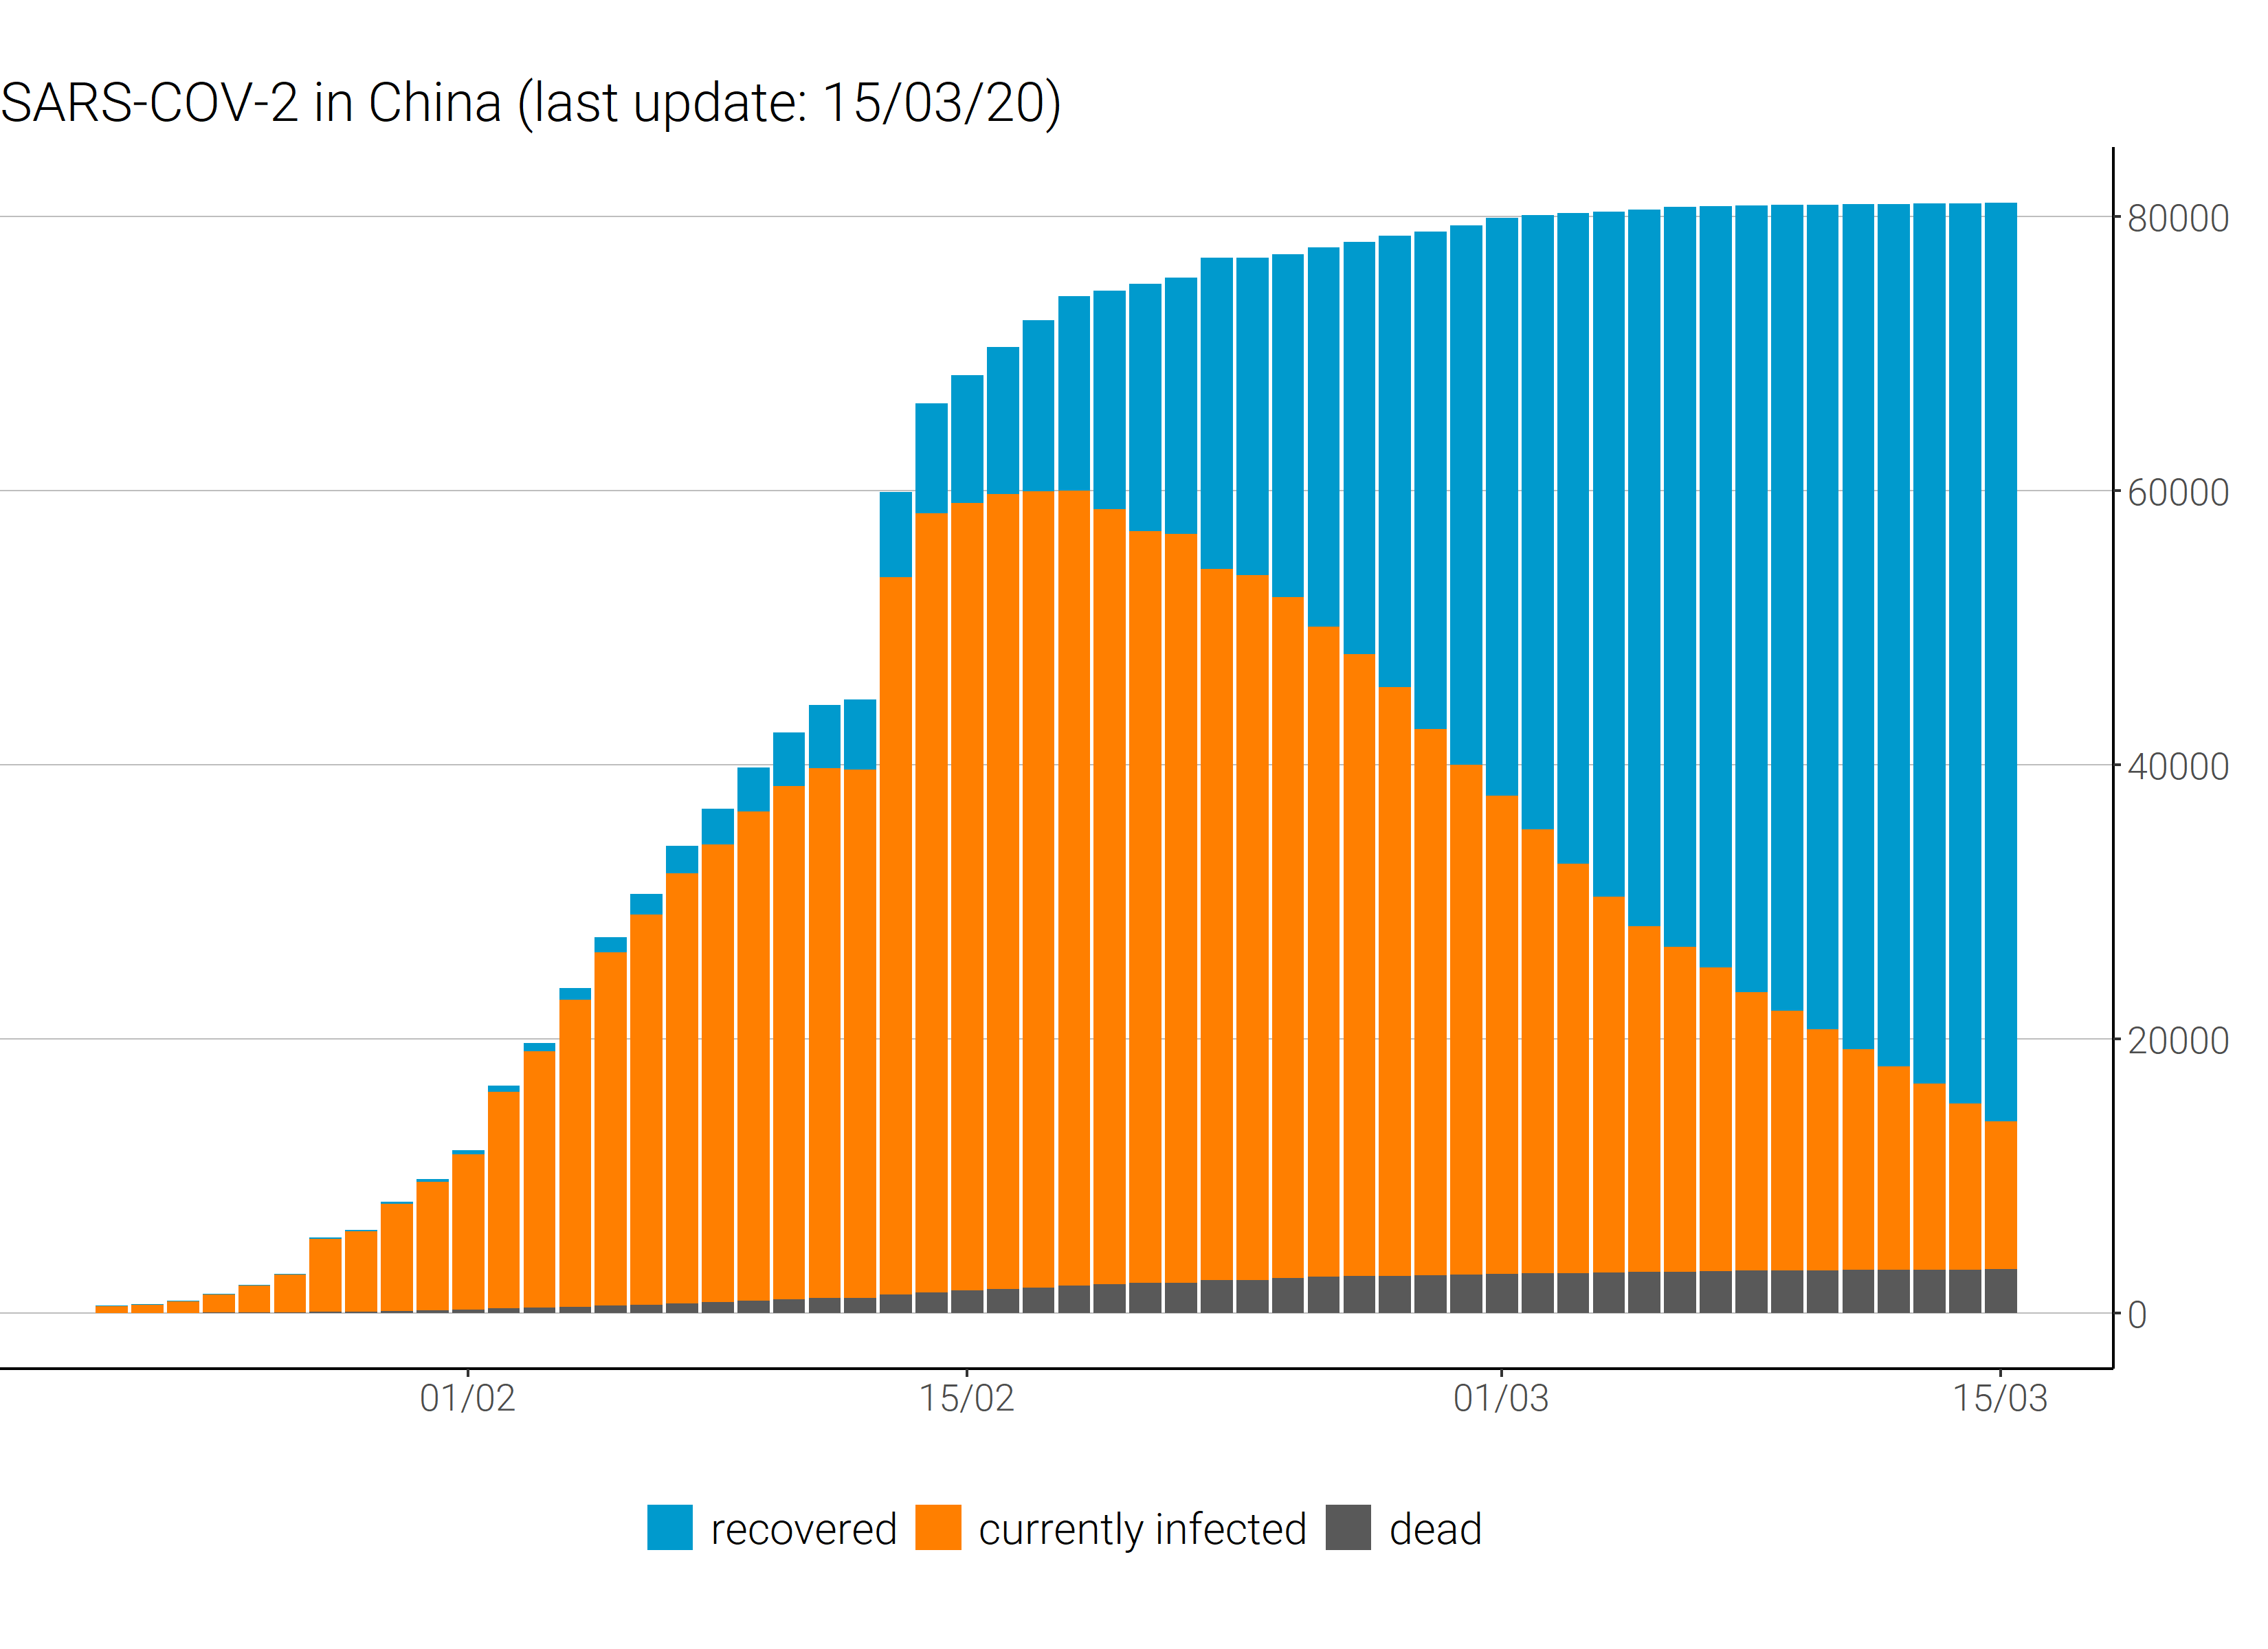 SARS-COV-2 in China (last update: 15/03/20)
80000
60000
40000
20000
0
01/02 15/02 01/03 15/03
recovered currently infected dead